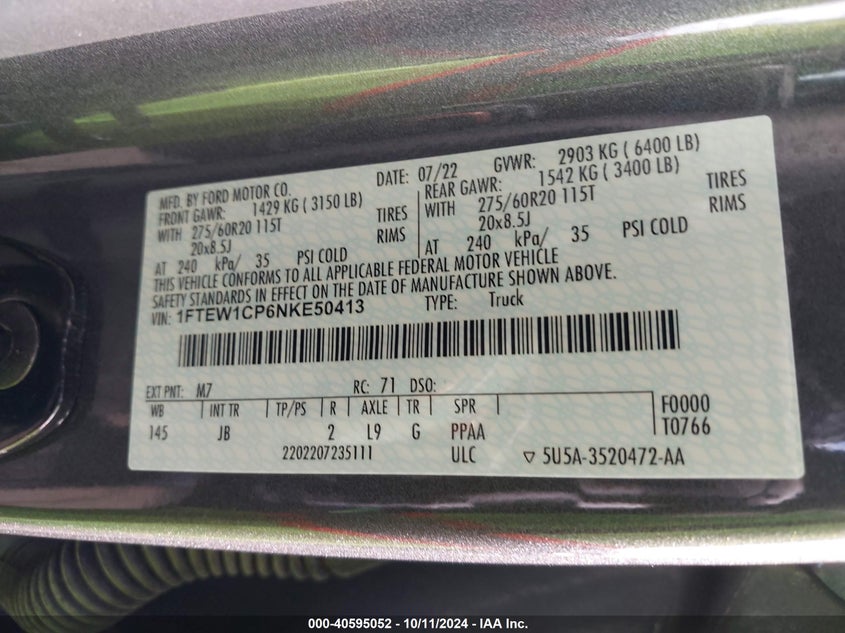 MFD. BY FORD MOTOR CO.
DATE: 07/22 GVWR: 2903 KG ( 6400 LB)
FRONT GAWR: 1429 KG ( 3150 LB)
REAR GAWR: 1542 KG ( 3400 LB)
WITH 275/60R20 115T TIRES
WITH 275/60R20 115T TIRES
20x8.5J RIMS
20x8.5J RIMS
AT 240 kPa/ 35 PSI COLD
AT 240 kPa/ 35 PSI COLD
THIS VEHICLE CONFORMS TO ALL APPLICABLE FEDERAL MOTOR VEHICLE
SAFETY STANDARDS IN EFFECT ON THE DATE OF MANUFACTURE SHOWN ABOVE.
VIN: 1FTEW1CP6NKE50413 TYPE: Truck
EXT PNT: M7 RC: 71 DSO:
WB INT TR TP/PS R AXLE TR SPR F0000
145 JB 2 L9 G PPAA T0766
2202207235111 ULC ▽ 5U5A-3520472-AA
000-40595052 - 10/11/2024 - IAA Inc.